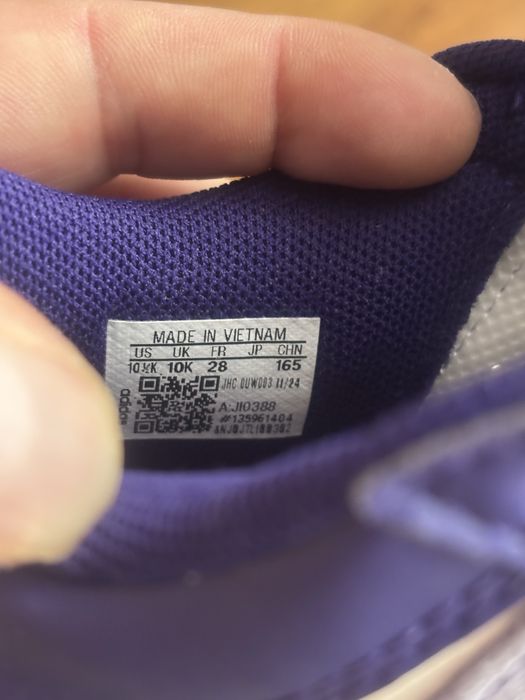 MADE IN VIETNAM
US UK FR JP CHN
10½K 10K 28 165
JHC 0UW003 11/24
adidas
A:JI0388
#135961404